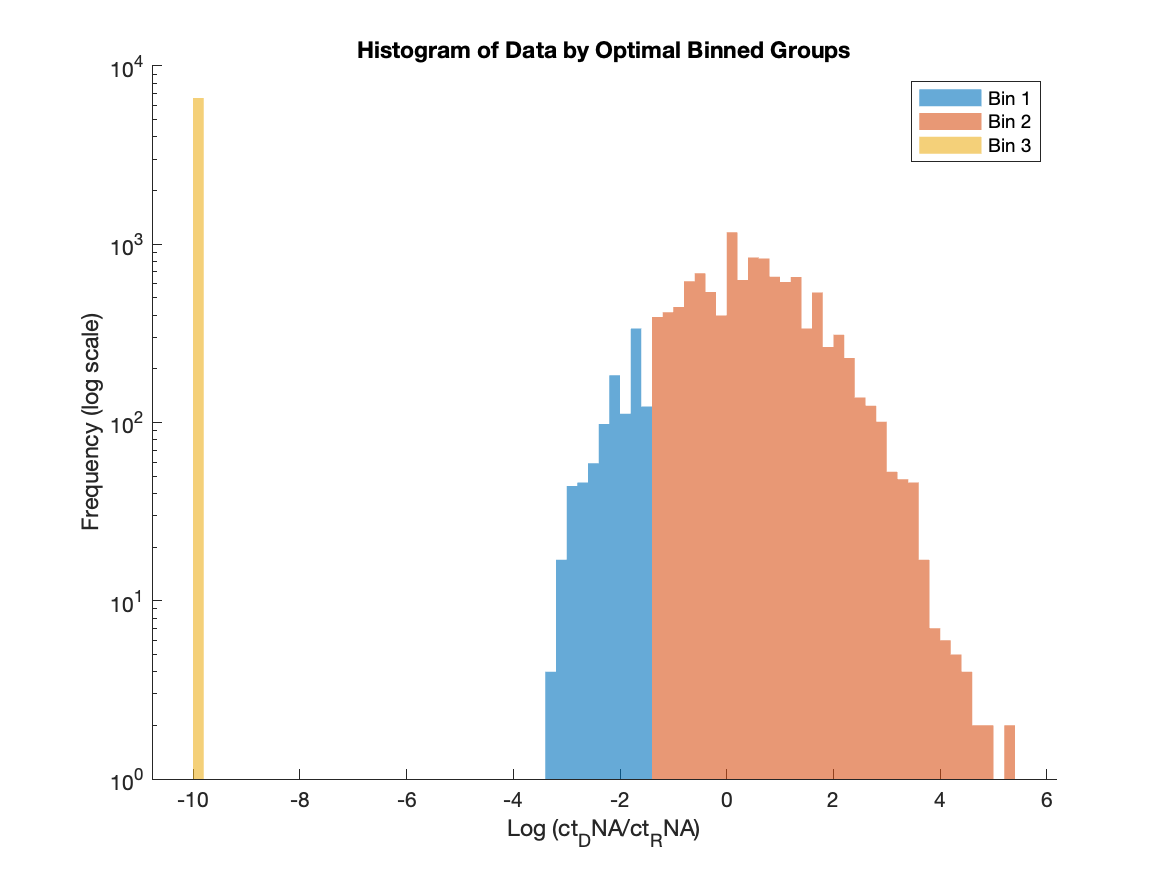 Histogram of Data by Optimal Binned Groups
Bin 1
Bin 2
Bin 3
Frequency (log scale)
10^4
10^3
10^2
10^1
10^0
-10 -8 -6 -4 -2 0 2 4 6
Log (ct_DNA/ct_RNA)